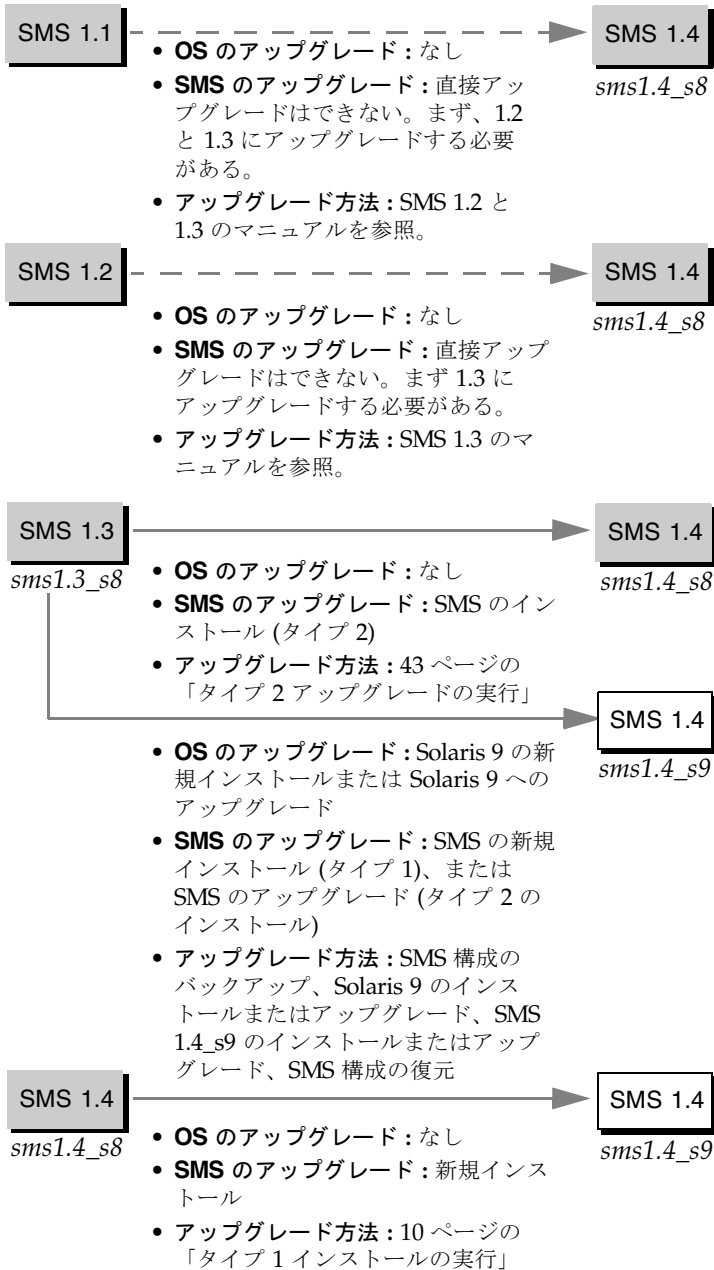 SMS 1.1
SMS 1.4
sms1.4_s8
• OS のアップグレード : なし
• SMS のアップグレード : 直接アッ
プグレードはできない。まず、1.2
と 1.3 にアップグレードする必要
がある。
• アップグレード方法 : SMS 1.2 と
1.3 のマニュアルを参照。
SMS 1.2
SMS 1.4
sms1.4_s8
• OS のアップグレード : なし
• SMS のアップグレード : 直接アップ
グレードはできない。まず 1.3 に
アップグレードする必要がある。
• アップグレード方法 : SMS 1.3 のマ
ニュアルを参照。
SMS 1.3
sms1.3_s8
SMS 1.4
sms1.4_s8
• OS のアップグレード : なし
• SMS のアップグレード : SMS のイン
ストール (タイプ 2)
• アップグレード方法 : 43 ページの
「タイプ 2 アップグレードの実行」
SMS 1.4
sms1.4_s9
• OS のアップグレード : Solaris 9 の新
規インストールまたは Solaris 9 への
アップグレード
• SMS のアップグレード : SMS の新規
インストール (タイプ 1)、または
SMS のアップグレード (タイプ 2 の
インストール)
• アップグレード方法 : SMS 構成の
バックアップ、Solaris 9 のインス
トールまたはアップグレード、SMS
1.4_s9 のインストールまたはアップ
グレード、SMS 構成の復元
SMS 1.4
sms1.4_s8
SMS 1.4
sms1.4_s9
• OS のアップグレード : なし
• SMS のアップグレード : 新規インス
トール
• アップグレード方法 : 10 ページの
「タイプ 1 インストールの実行」